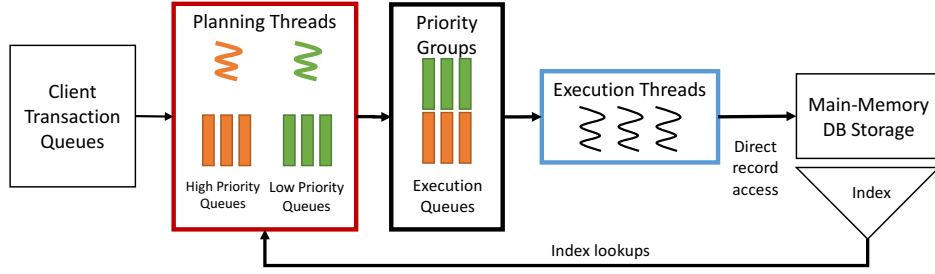 Client
Transaction
Queues
Planning Threads
High Priority
Queues
Low Priority
Queues
Priority
Groups
Execution
Queues
Execution Threads
Direct
record
access
Main-Memory
DB Storage
Index
Index lookups